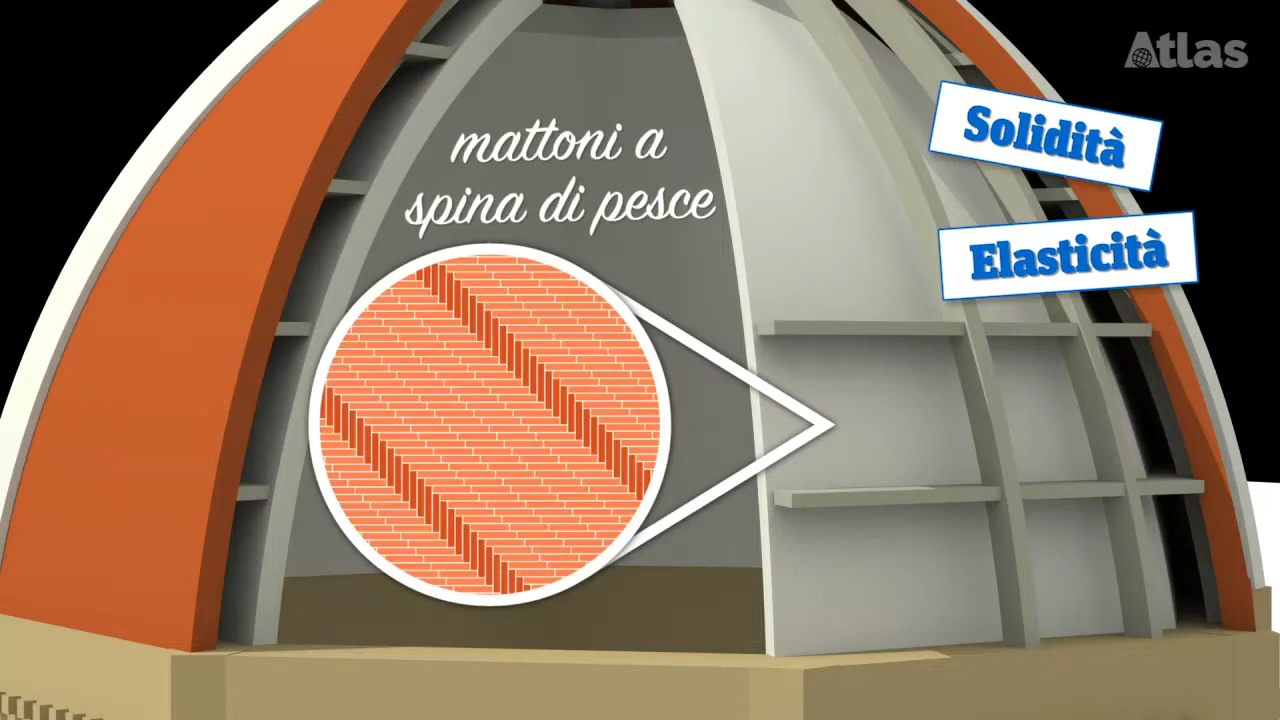 Atlas
mattoni a
spina di pesce
Solidità
Elasticità